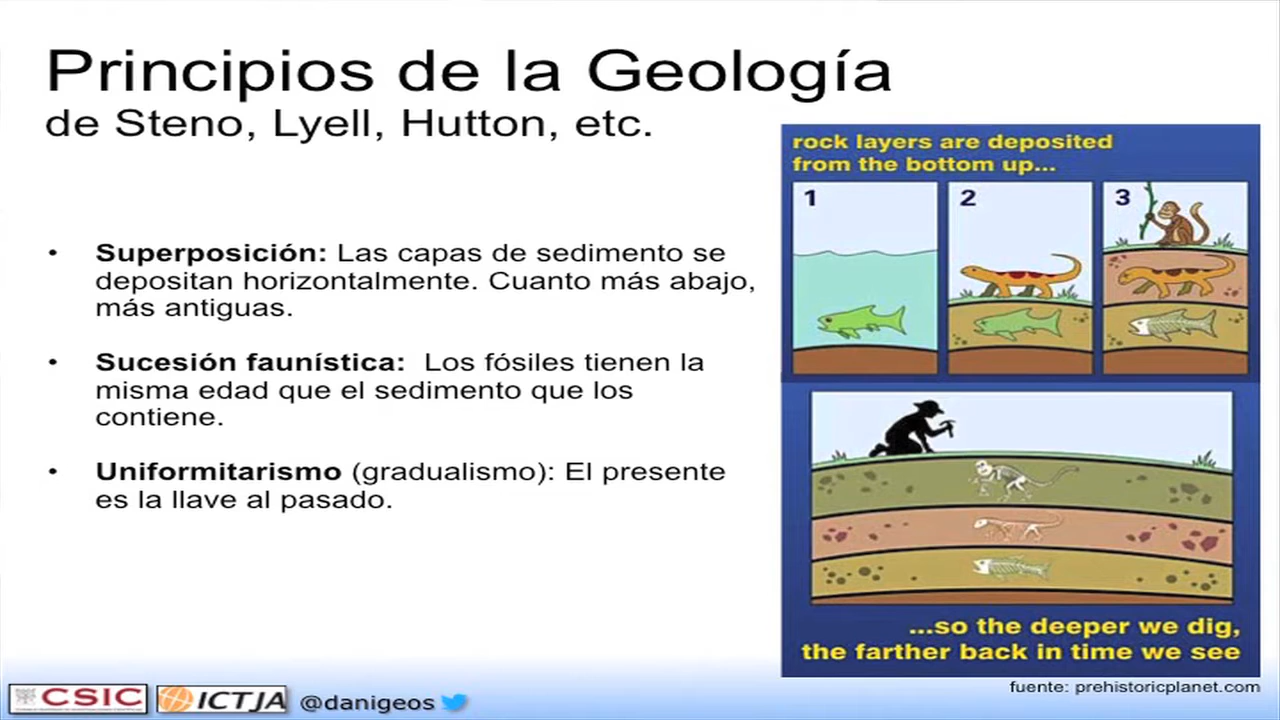 Principios de la Geología
de Steno, Lyell, Hutton, etc.
• Superposición: Las capas de sedimento se
depositan horizontalmente. Cuanto más abajo,
más antiguas.
• Sucesión faunística: Los fósiles tienen la
misma edad que el sedimento que los
contiene.
• Uniformitarismo (gradualismo): El presente
es la llave al pasado.
rock layers are deposited
from the bottom up...
1
2
3
...so the deeper we dig,
the farther back in time we see
fuente: prehistoricplanet.com
CSIC
ICTJA
@danigeos